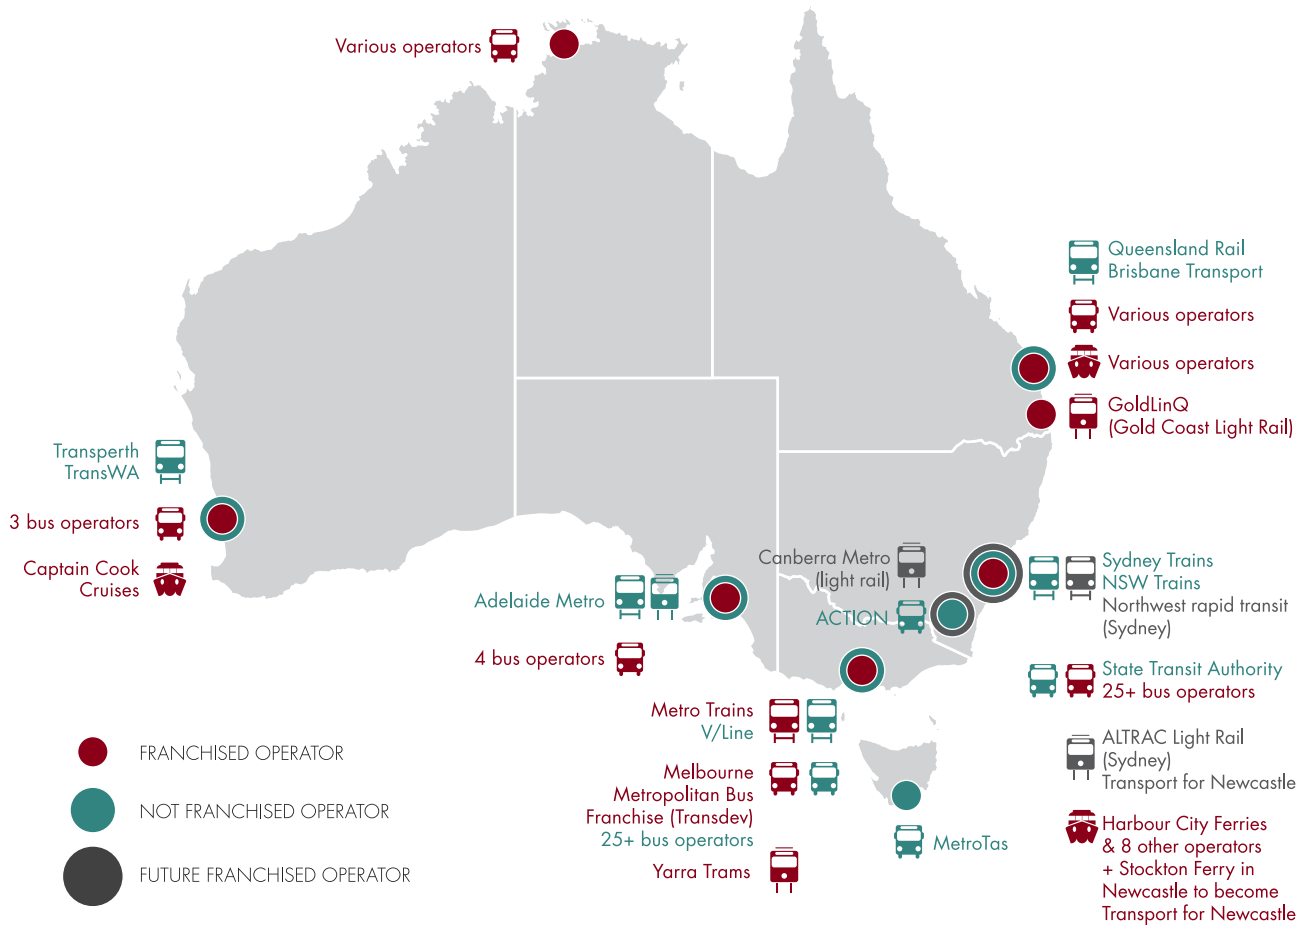 Various operators
Queensland Rail
Brisbane Transport
Various operators
Various operators
GoldLinQ
(Gold Coast Light Rail)
Transperth
TransWA
3 bus operators
Captain Cook
Cruises
Adelaide Metro
4 bus operators
Canberra Metro
(light rail)
ACTION
Sydney Trains
NSW Trains
Northwest rapid transit
(Sydney)
State Transit Authority
25+ bus operators
ALTRAC Light Rail
(Sydney)
Transport for Newcastle
Harbour City Ferries
& 8 other operators
+ Stockton Ferry in
Newcastle to become
Transport for Newcastle
Metro Trains
V/Line
Melbourne
Metropolitan Bus
Franchise (Transdev)
25+ bus operators
Yarra Trams
MetroTas
FRANCHISED OPERATOR
NOT FRANCHISED OPERATOR
FUTURE FRANCHISED OPERATOR